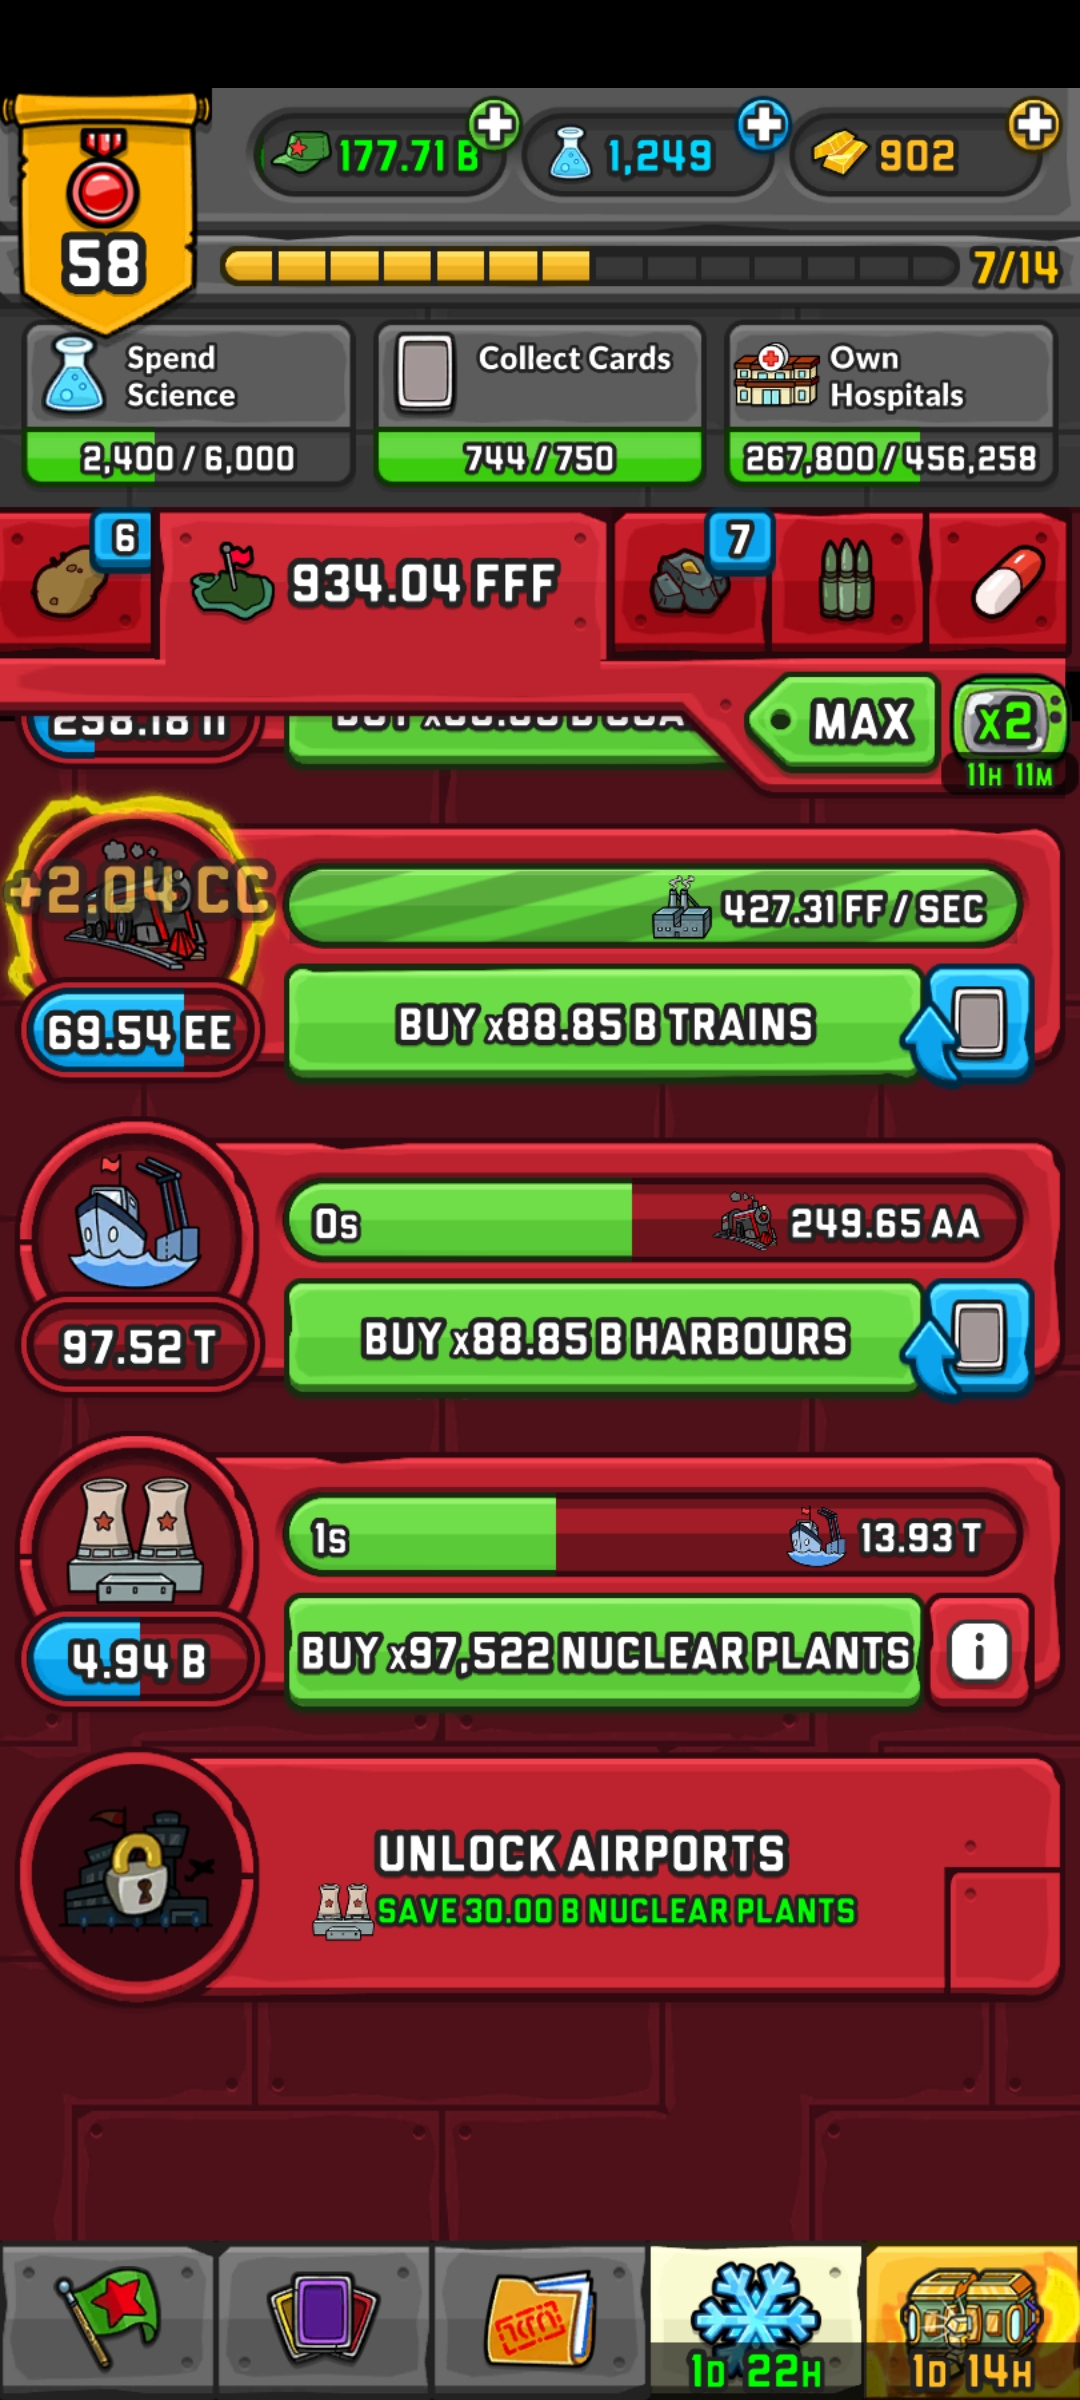 58
177.71 B
1,249
902
7/14
Spend
Science
2,400 / 6,000
Collect Cards
744 / 750
Own
Hospitals
267,800 / 456,258
6
934.04 FFF
7
MAX
x2
11H 11M
+2.04 CC
427.31 FF / SEC
69.54 EE
BUY x88.85 B TRAINS
0s
249.65 AA
97.52 T
BUY x88.85 B HARBOURS
1s
13.93 T
4.94 B
BUY x97,522 NUCLEAR PLANTS
i
UNLOCK AIRPORTS
SAVE 30.00 B NUCLEAR PLANTS
1D 22H
1D 14H